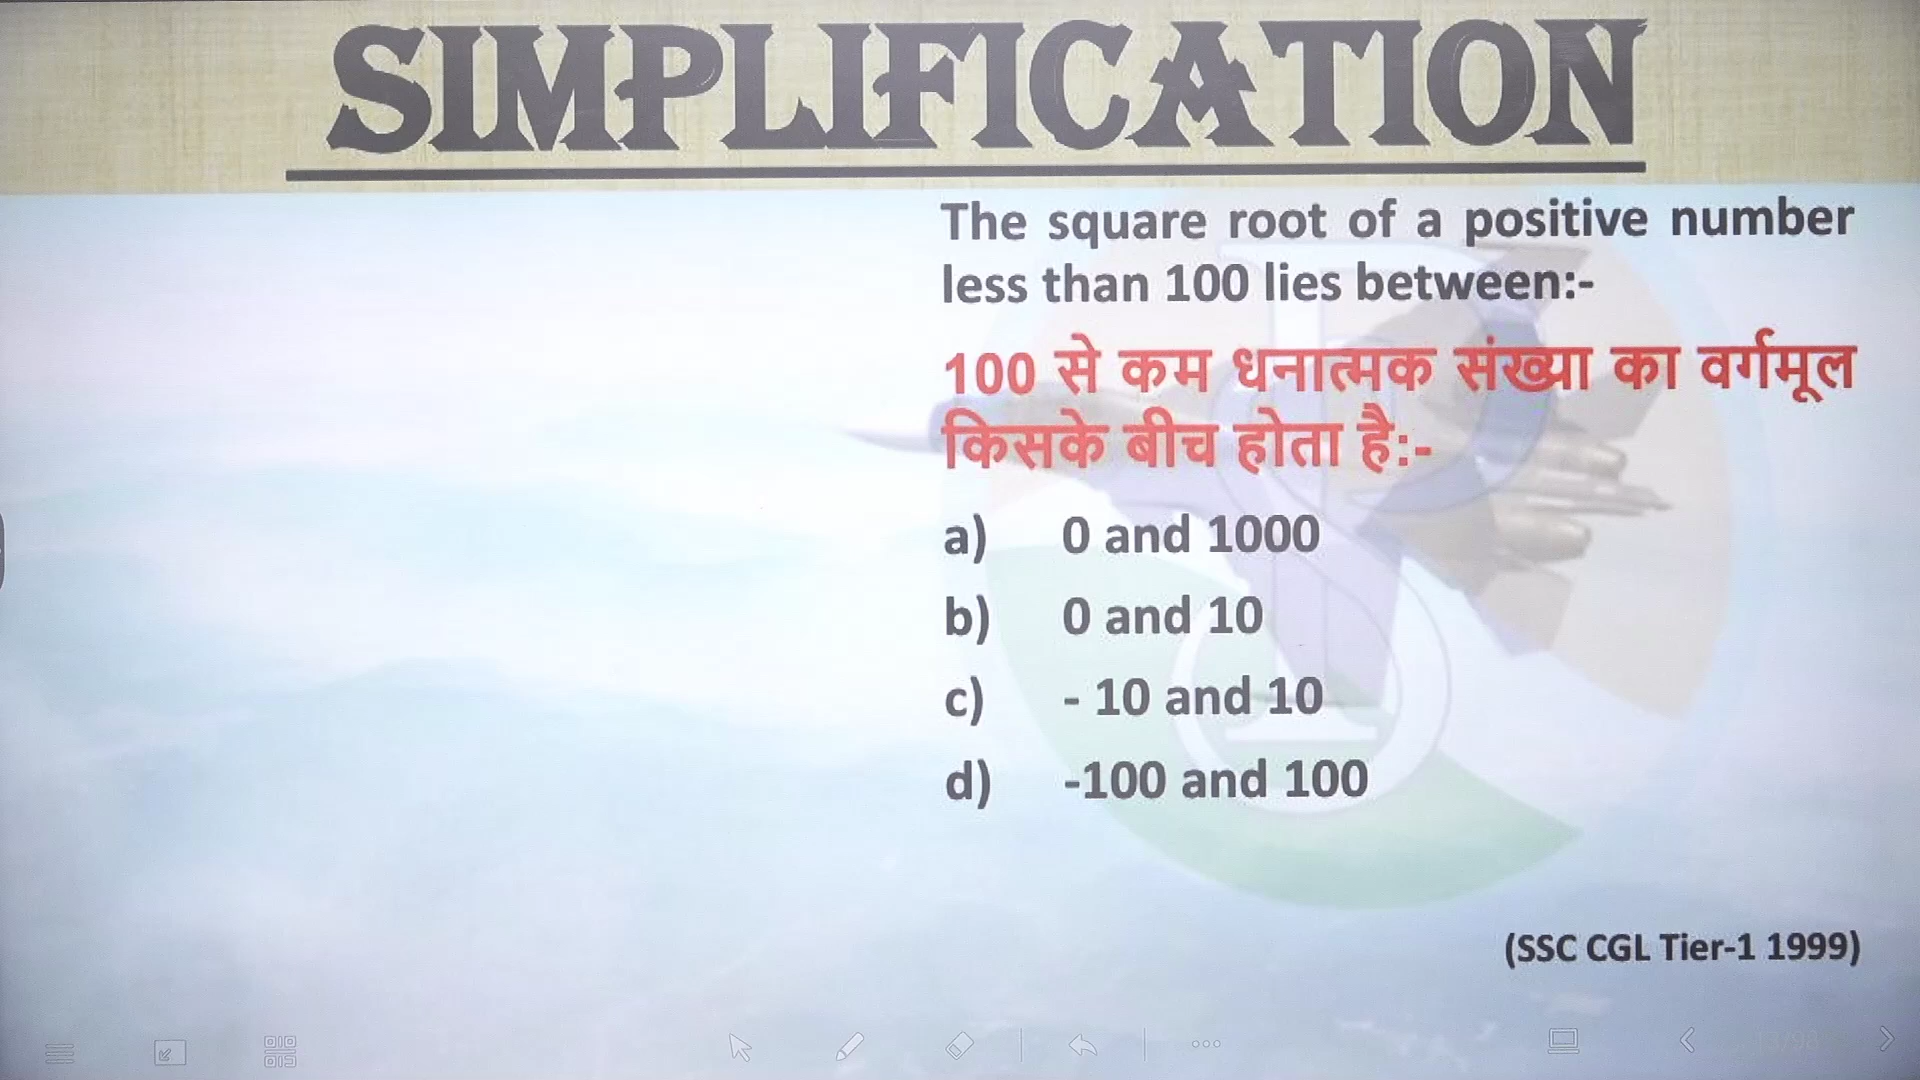 SIMPLIFICATION
The square root of a positive number
less than 100 lies between:-
100 से कम धनात्मक संख्या का वर्गमूल
किसके बीच होता है:-
a) 0 and 1000
b) 0 and 10
c) - 10 and 10
d) -100 and 100
(SSC CGL Tier-1 1999)